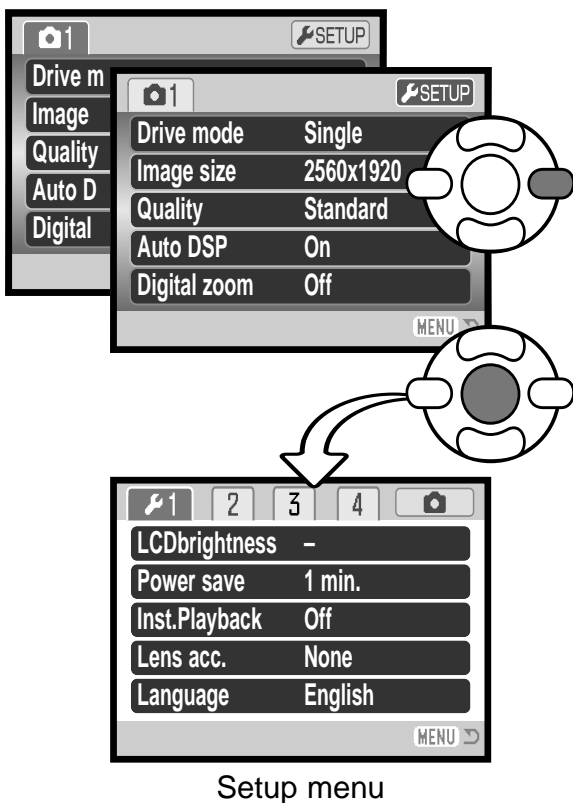 1 SETUP
Drive m
Image
Quality
Auto D
Digital
1 SETUP
Drive mode Single
Image size 2560x1920
Quality Standard
Auto DSP On
Digital zoom Off
MENU
1 2 3 4
LCDbrightness –
Power save 1 min.
Inst.Playback Off
Lens acc. None
Language English
MENU
Setup menu